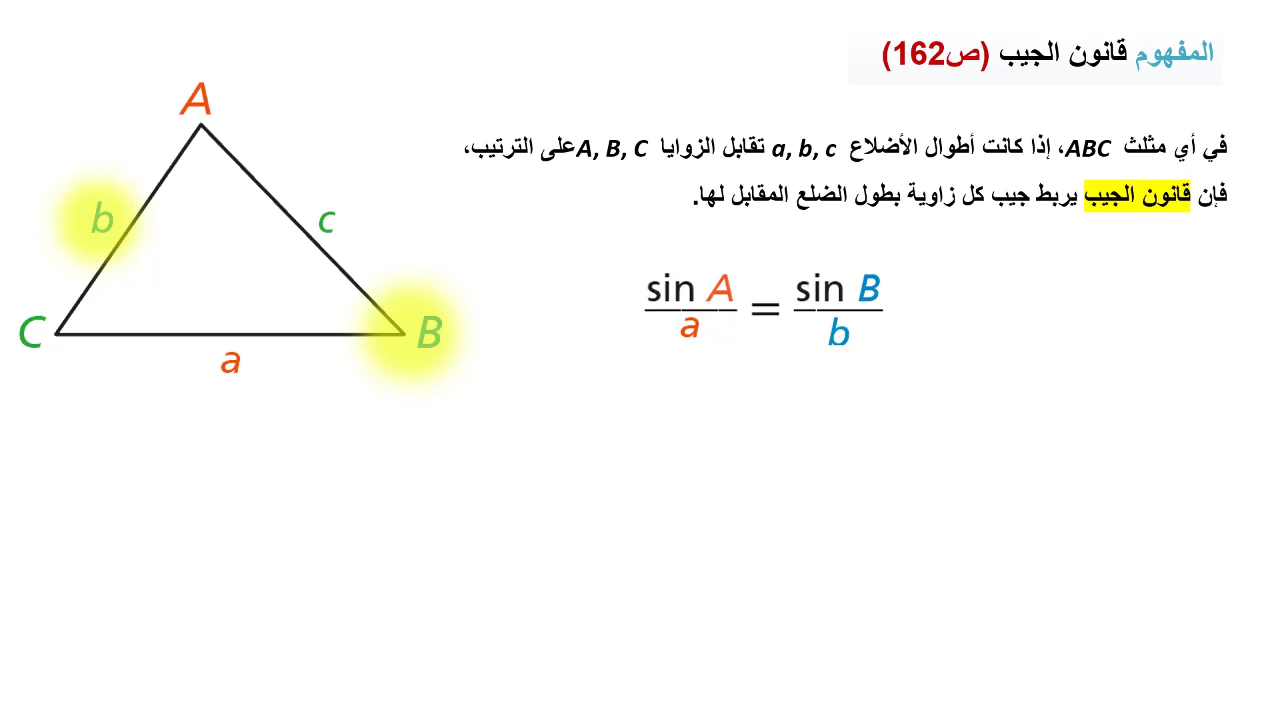 المفهوم قانون الجيب (ص162)
في أي مثلث ABC، إذا كانت أطوال الأضلاع a, b, c تقابل الزوايا A, B, C على الترتيب،
فإن قانون الجيب يربط جيب كل زاوية بطول الضلع المقابل لها.
sin A / a = sin B / b
A
b
c
C
B
a